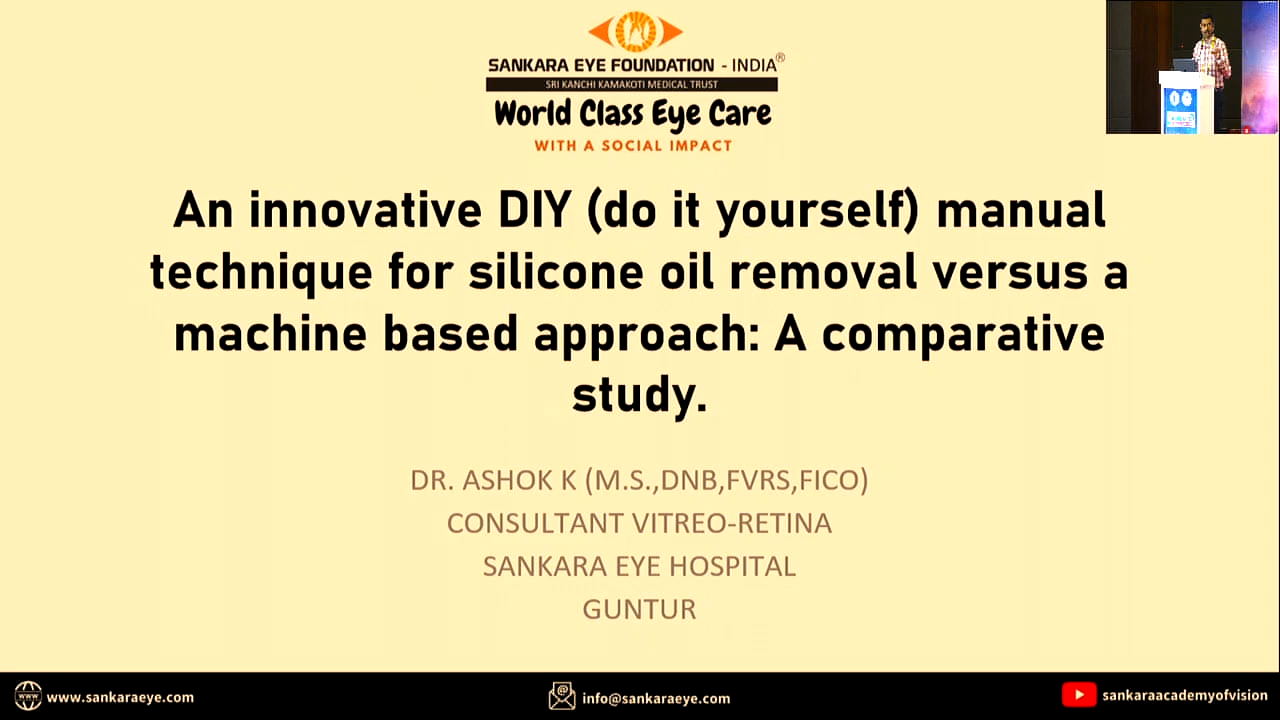 SANKARA EYE FOUNDATION - INDIA®
SRI KANCHI KAMAKOTI MEDICAL TRUST
World Class Eye Care
WITH A SOCIAL IMPACT
An innovative DIY (do it yourself) manual
technique for silicone oil removal versus a
machine based approach: A comparative
study.
DR. ASHOK K (M.S.,DNB,FVRS,FICO)
CONSULTANT VITREO-RETINA
SANKARA EYE HOSPITAL
GUNTUR
www.sankaraeye.com
info@sankaraeye.com
sankaraacademyofvision